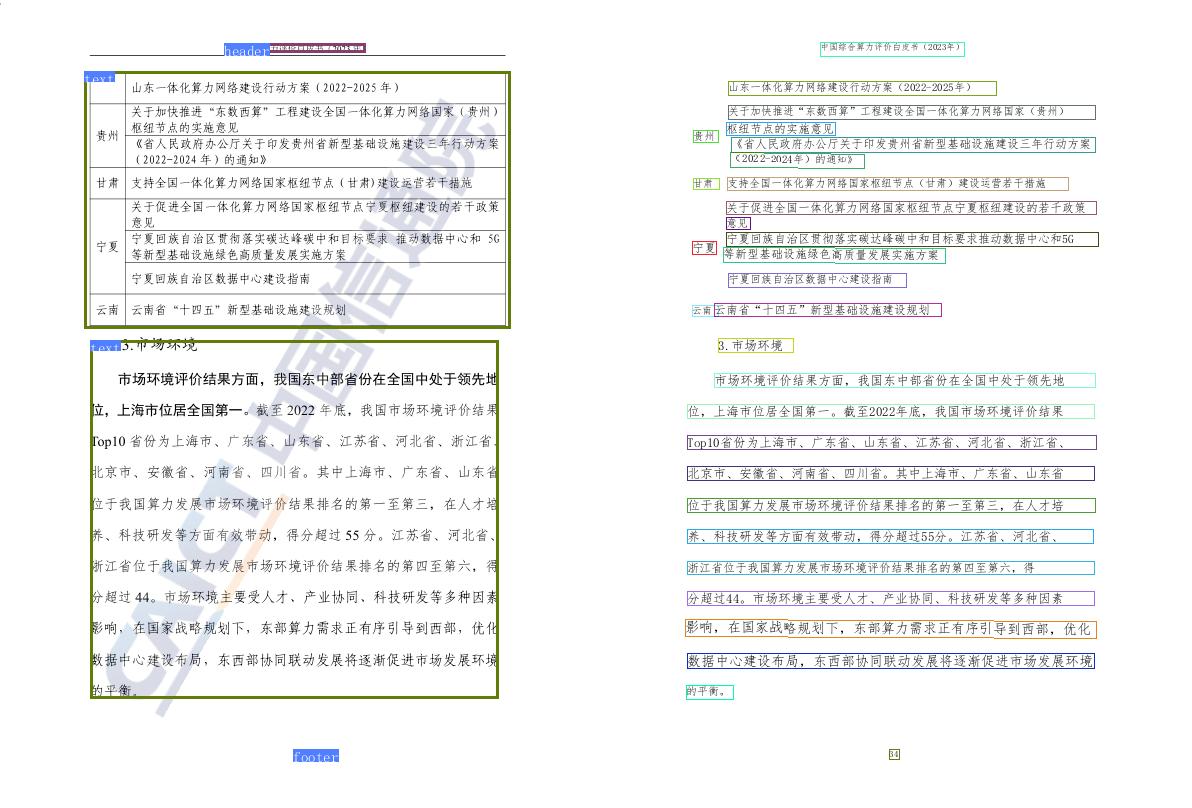 header
text
山东一体化算力网络建设行动方案（2022-2025 年）
贵州
关于加快推进“东数西算”工程建设全国一体化算力网络国家（贵州）
枢纽节点的实施意见
《省人民政府办公厅关于印发贵州省新型基础设施建设三年行动方案
（2022-2024 年）的通知》
甘肃 支持全国一体化算力网络国家枢纽节点（甘肃)建设运营若干措施
宁夏
关于促进全国一体化算力网络国家枢纽节点宁夏枢纽建设的若干政策
意见
宁夏回族自治区贯彻落实碳达峰碳中和目标要求 推动数据中心和 5G
等新型基础设施绿色高质量发展实施方案
宁夏回族自治区数据中心建设指南
云南 云南省“十四五”新型基础设施建设规划
text
3.市场环境
市场环境评价结果方面，我国东中部省份在全国中处于领先地
位，上海市位居全国第一。截至 2022 年底，我国市场环境评价结果
Top10 省份为上海市、广东省、山东省、江苏省、河北省、浙江省、
北京市、安徽省、河南省、四川省。其中上海市、广东省、山东省
位于我国算力发展市场环境评价结果排名的第一至第三，在人才培
养、科技研发等方面有效带动，得分超过 55 分。江苏省、河北省、
浙江省位于我国算力发展市场环境评价结果排名的第四至第六，得
分超过 44。市场环境主要受人才、产业协同、科技研发等多种因素
影响，在国家战略规划下，东部算力需求正有序引导到西部，优化
数据中心建设布局，东西部协同联动发展将逐渐促进市场发展环境
的平衡。
CAICT 中国信通院
footer
中国综合算力评价白皮书（2023年）
山东一体化算力网络建设行动方案（2022-2025年）
贵州
关于加快推进“东数西算”工程建设全国一体化算力网络国家（贵州）
枢纽节点的实施意见
《省人民政府办公厅关于印发贵州省新型基础设施建设三年行动方案
（2022-2024年）的通知》
甘肃 支持全国一体化算力网络国家枢纽节点（甘肃）建设运营若干措施
宁夏
关于促进全国一体化算力网络国家枢纽节点宁夏枢纽建设的若干政策
意见
宁夏回族自治区贯彻落实碳达峰碳中和目标要求推动数据中心和5G
等新型基础设施绿色高质量发展实施方案
宁夏回族自治区数据中心建设指南
云南 云南省“十四五”新型基础设施建设规划
3.市场环境
市场环境评价结果方面，我国东中部省份在全国中处于领先地
位，上海市位居全国第一。截至2022年底，我国市场环境评价结果
Top10省份为上海市、广东省、山东省、江苏省、河北省、浙江省、
北京市、安徽省、河南省、四川省。其中上海市、广东省、山东省
位于我国算力发展市场环境评价结果排名的第一至第三，在人才培
养、科技研发等方面有效带动，得分超过55分。江苏省、河北省、
浙江省位于我国算力发展市场环境评价结果排名的第四至第六，得
分超过44。市场环境主要受人才、产业协同、科技研发等多种因素
影响，在国家战略规划下，东部算力需求正有序引导到西部，优化
数据中心建设布局，东西部协同联动发展将逐渐促进市场发展环境
的平衡。
34